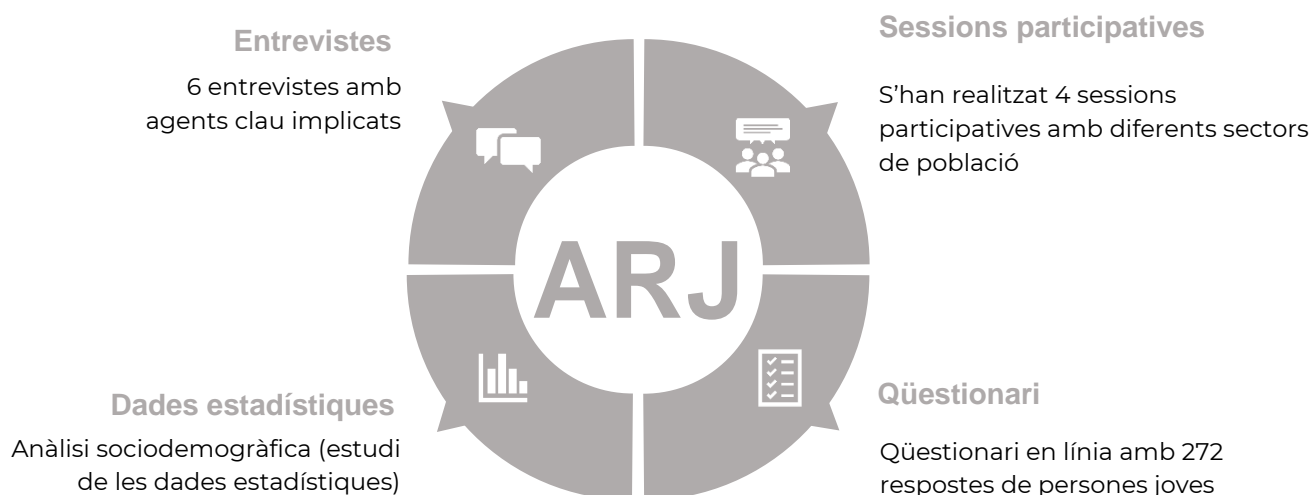 Entrevistes
6 entrevistes amb
agents clau implicats
Sessions participatives
S'han realitzat 4 sessions
participatives amb diferents sectors
de població
ARJ
Dades estadístiques
Anàlisi sociodemogràfica (estudi
de les dades estadístiques)
Qüestionari
Qüestionari en línia amb 272
respostes de persones joves